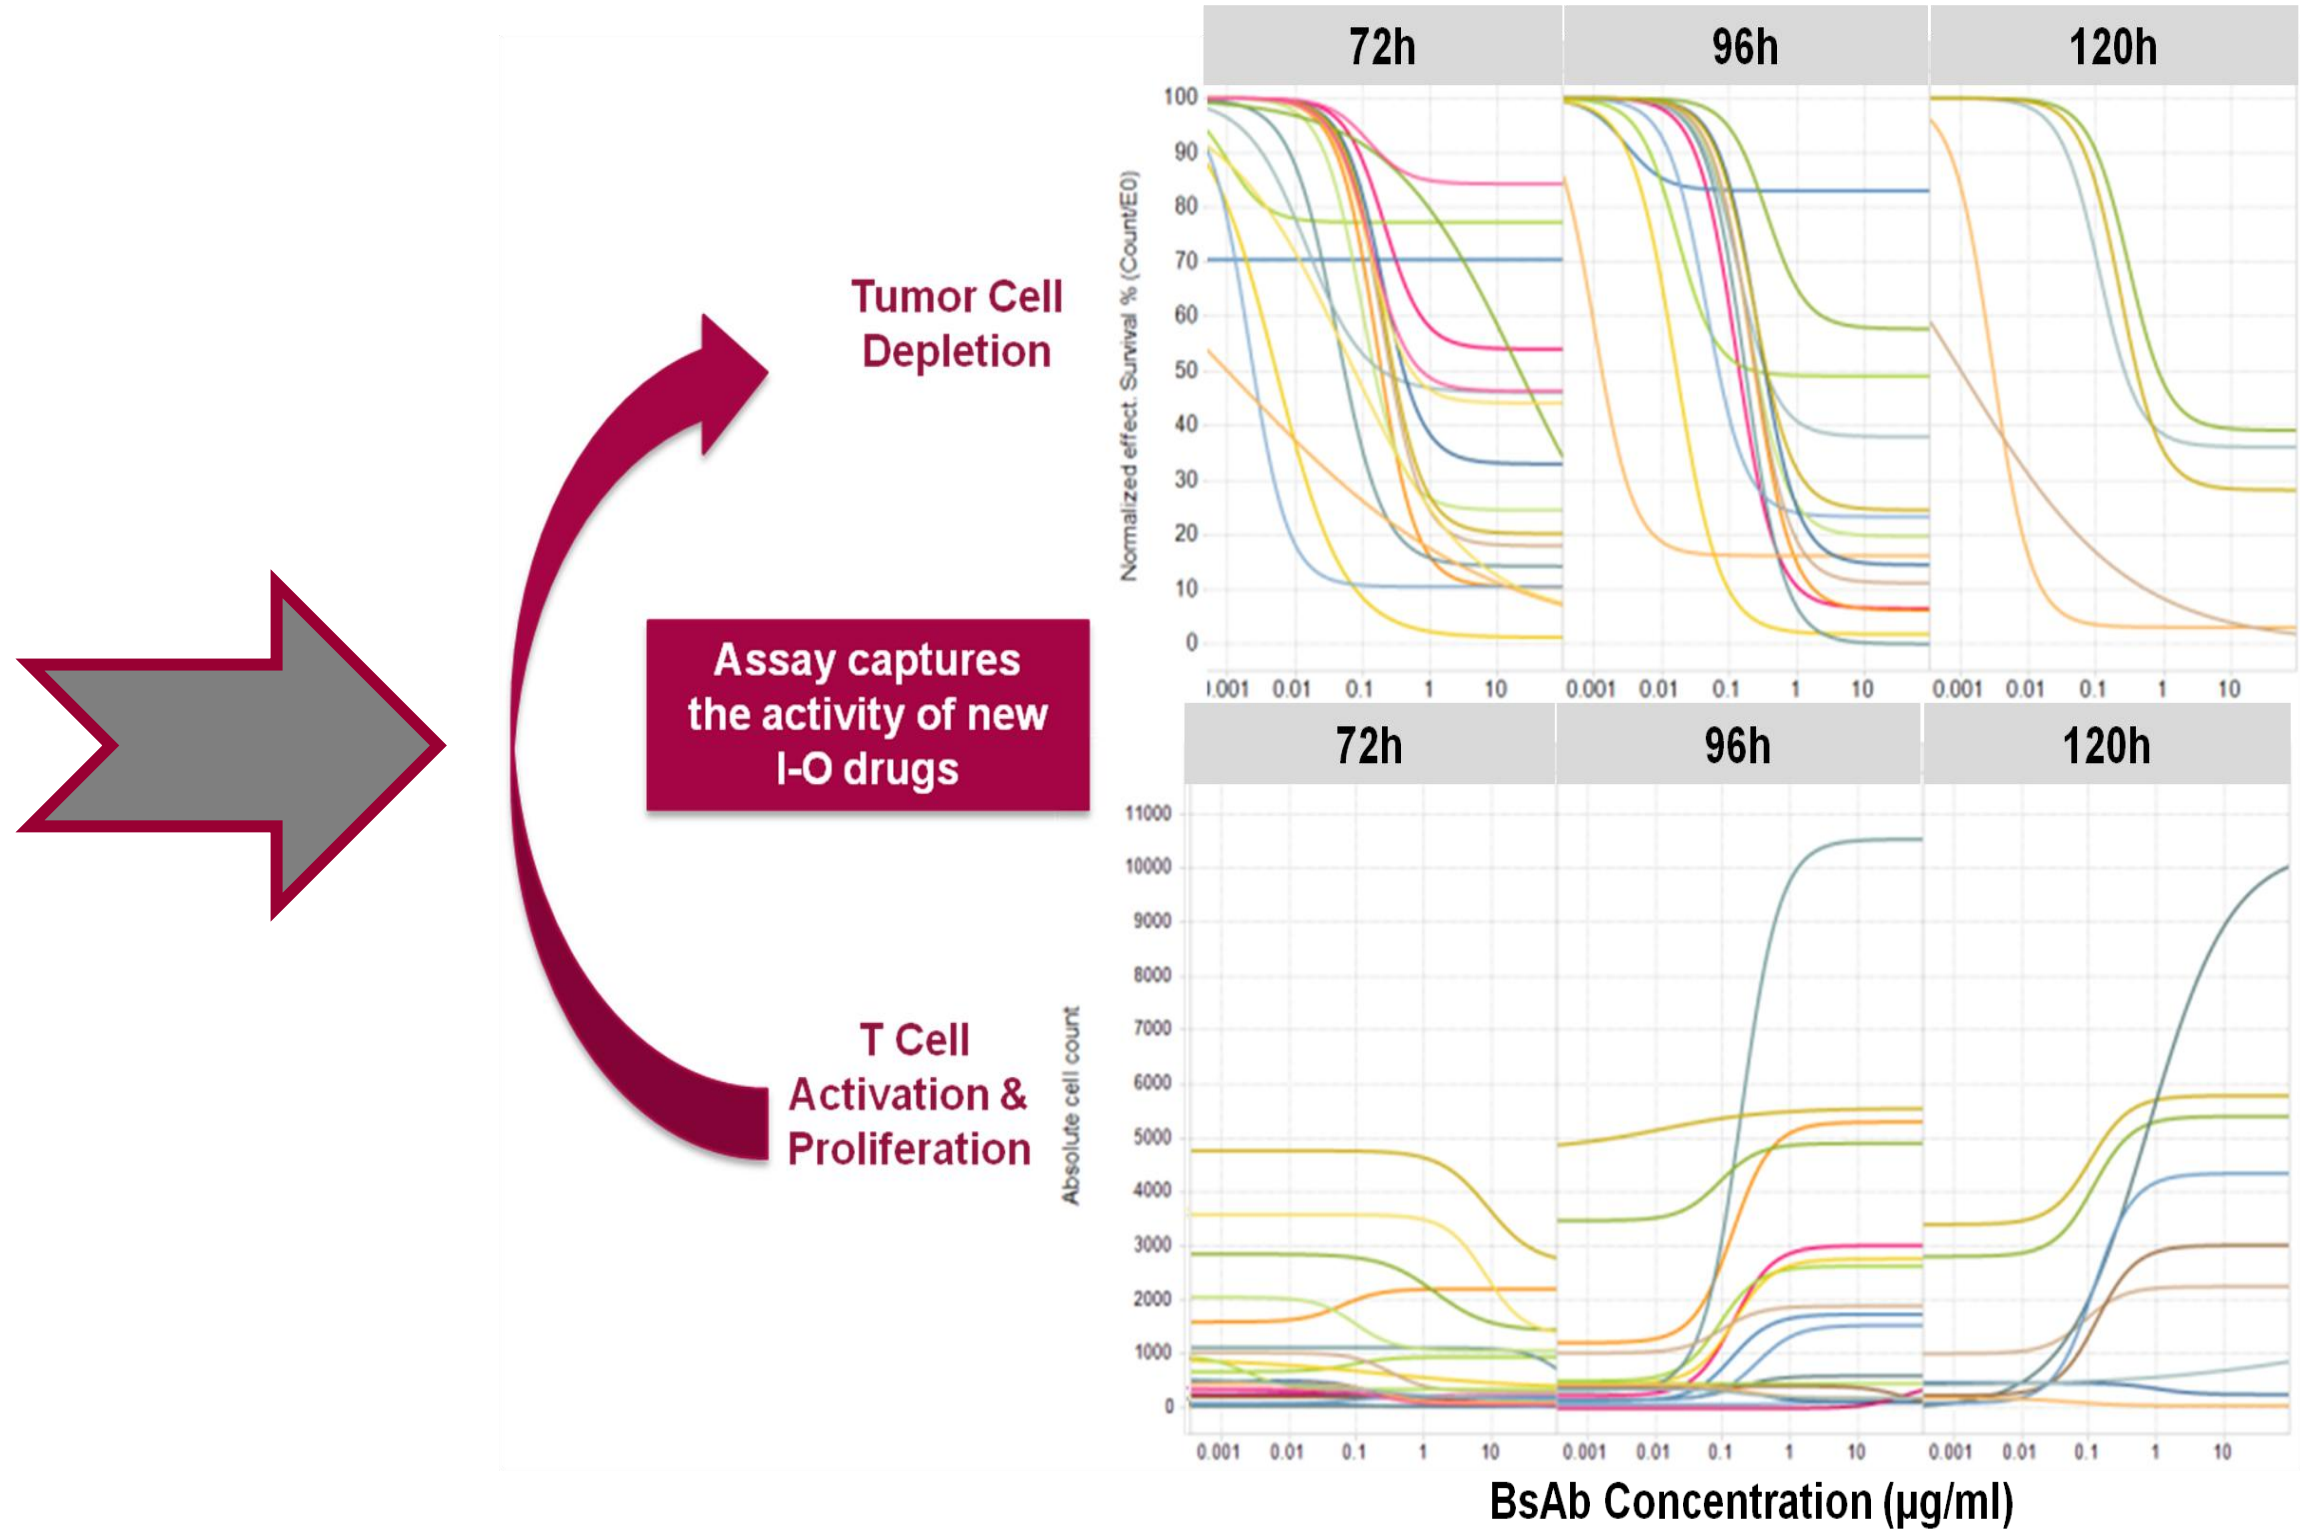 72h 96h 120h
Normalized effect. Survival % (Count/E0)
100
90
80
70
60
50
40
30
20
10
0
0.001 0.01 0.1 1 10 0.001 0.01 0.1 1 10 0.001 0.01 0.1 1 10
Tumor Cell
Depletion
Assay captures
the activity of new
I-O drugs
T Cell
Activation &
Proliferation
72h 96h 120h
Absolute cell count
11000
10000
9000
8000
7000
6000
5000
4000
3000
2000
1000
0
0.001 0.01 0.1 1 10 0.001 0.01 0.1 1 10 0.001 0.01 0.1 1 10
BsAb Concentration (µg/ml)